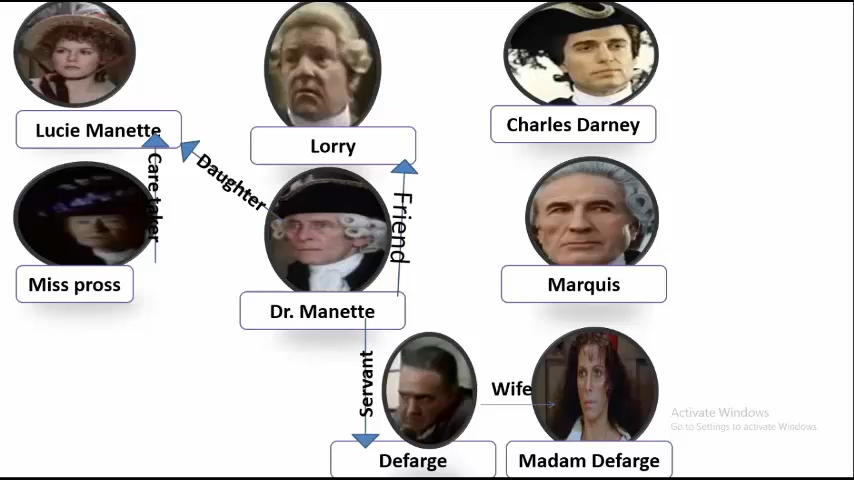 Lucie Manette
Lorry
Charles Darney
Care taker
Daughter
Friend
Miss pross
Dr. Manette
Marquis
Servant
Wife
Defarge
Madam Defarge
Activate Windows
Go to Settings to activate Windows.